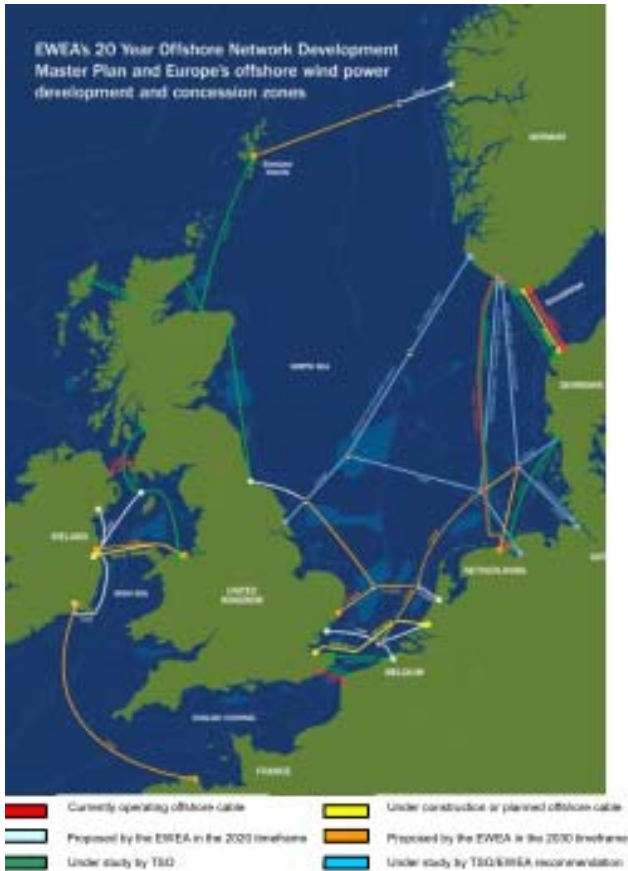 EWEA's 20 Year Offshore Network Development
Master Plan and Europe's offshore wind power
development and concession zones
NORTH SEA
DENMARK
IRELAND
IRISH SEA
UNITED
KINGDOM
NETHERLANDS
BELGIUM
ENGLISH CHANNEL
FRANCE
Currently operating offshore cable
Under construction or planned offshore cable
Proposed by the EWEA in the 2020 timeframe
Proposed by the EWEA in the 2030 timeframe
Under study by TSO
Under study by TSO/EWEA recommendation